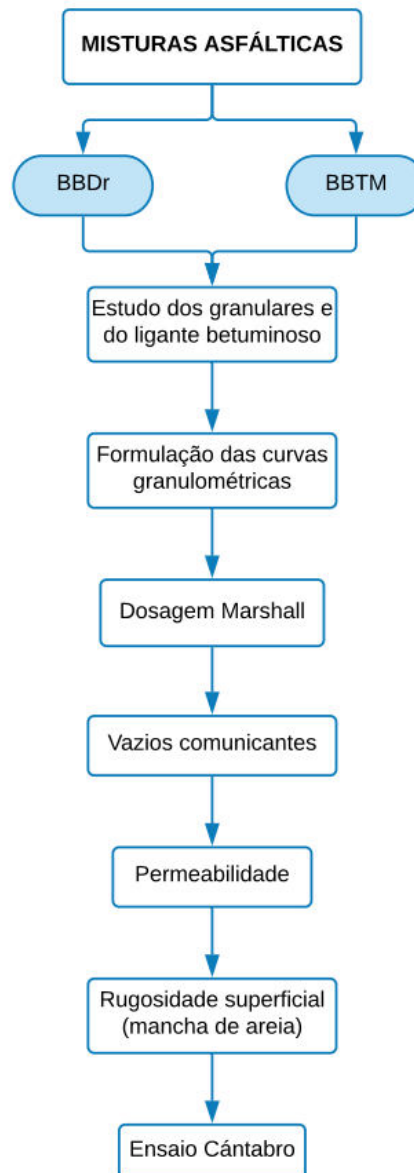 MISTURAS ASFÁLTICAS
BBDr
BBTM
Estudo dos granulares e
do ligante betuminoso
Formulação das curvas
granulométricas
Dosagem Marshall
Vazios comunicantes
Permeabilidade
Rugosidade superficial
(mancha de areia)
Ensaio Cántabro